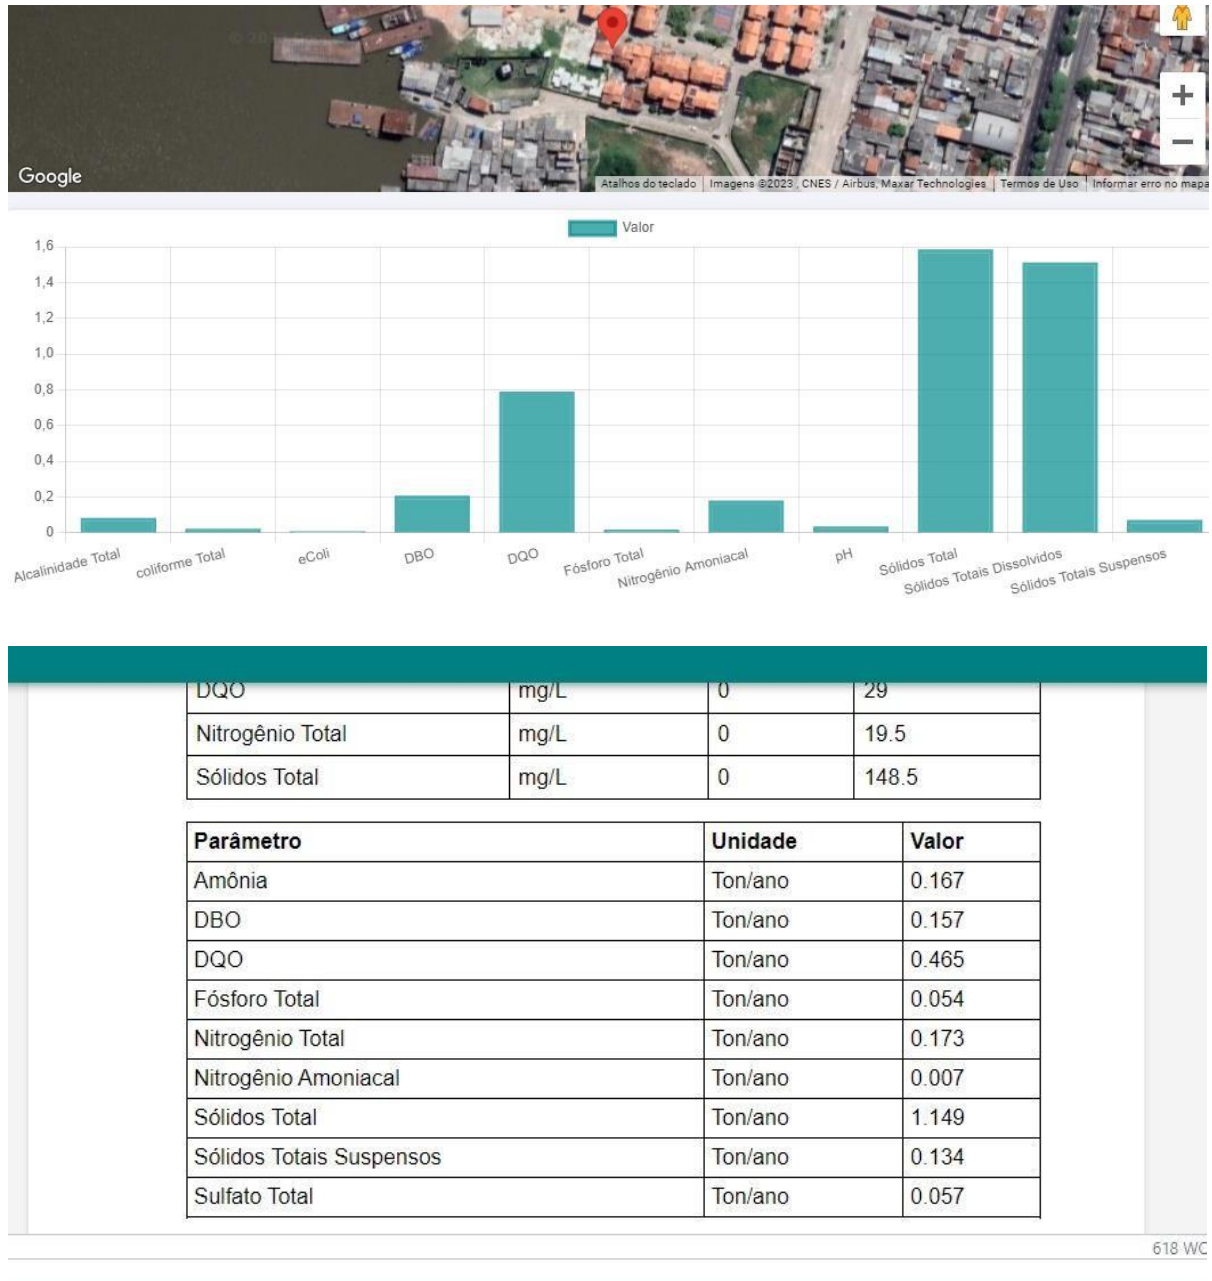 Google
Atalhos do teclado Imagens ©2023 , CNES / Airbus, Maxar Technologies Termos de Uso Informar erro no mapa
Valor
1,6
1,4
1,2
1,0
0,8
0,6
0,4
0,2
0
Alcalinidade Total coliforme Total eColi DBO DQO Fósforo Total Nitrogênio Amoniacal pH Sólidos Total Sólidos Totais Dissolvidos Sólidos Totais Suspensos
DQO mg/L 0 29
Nitrogênio Total mg/L 0 19.5
Sólidos Total mg/L 0 148.5
Parâmetro Unidade Valor
Amônia Ton/ano 0.167
DBO Ton/ano 0.157
DQO Ton/ano 0.465
Fósforo Total Ton/ano 0.054
Nitrogênio Total Ton/ano 0.173
Nitrogênio Amoniacal Ton/ano 0.007
Sólidos Total Ton/ano 1.149
Sólidos Totais Suspensos Ton/ano 0.134
Sulfato Total Ton/ano 0.057
618 WO